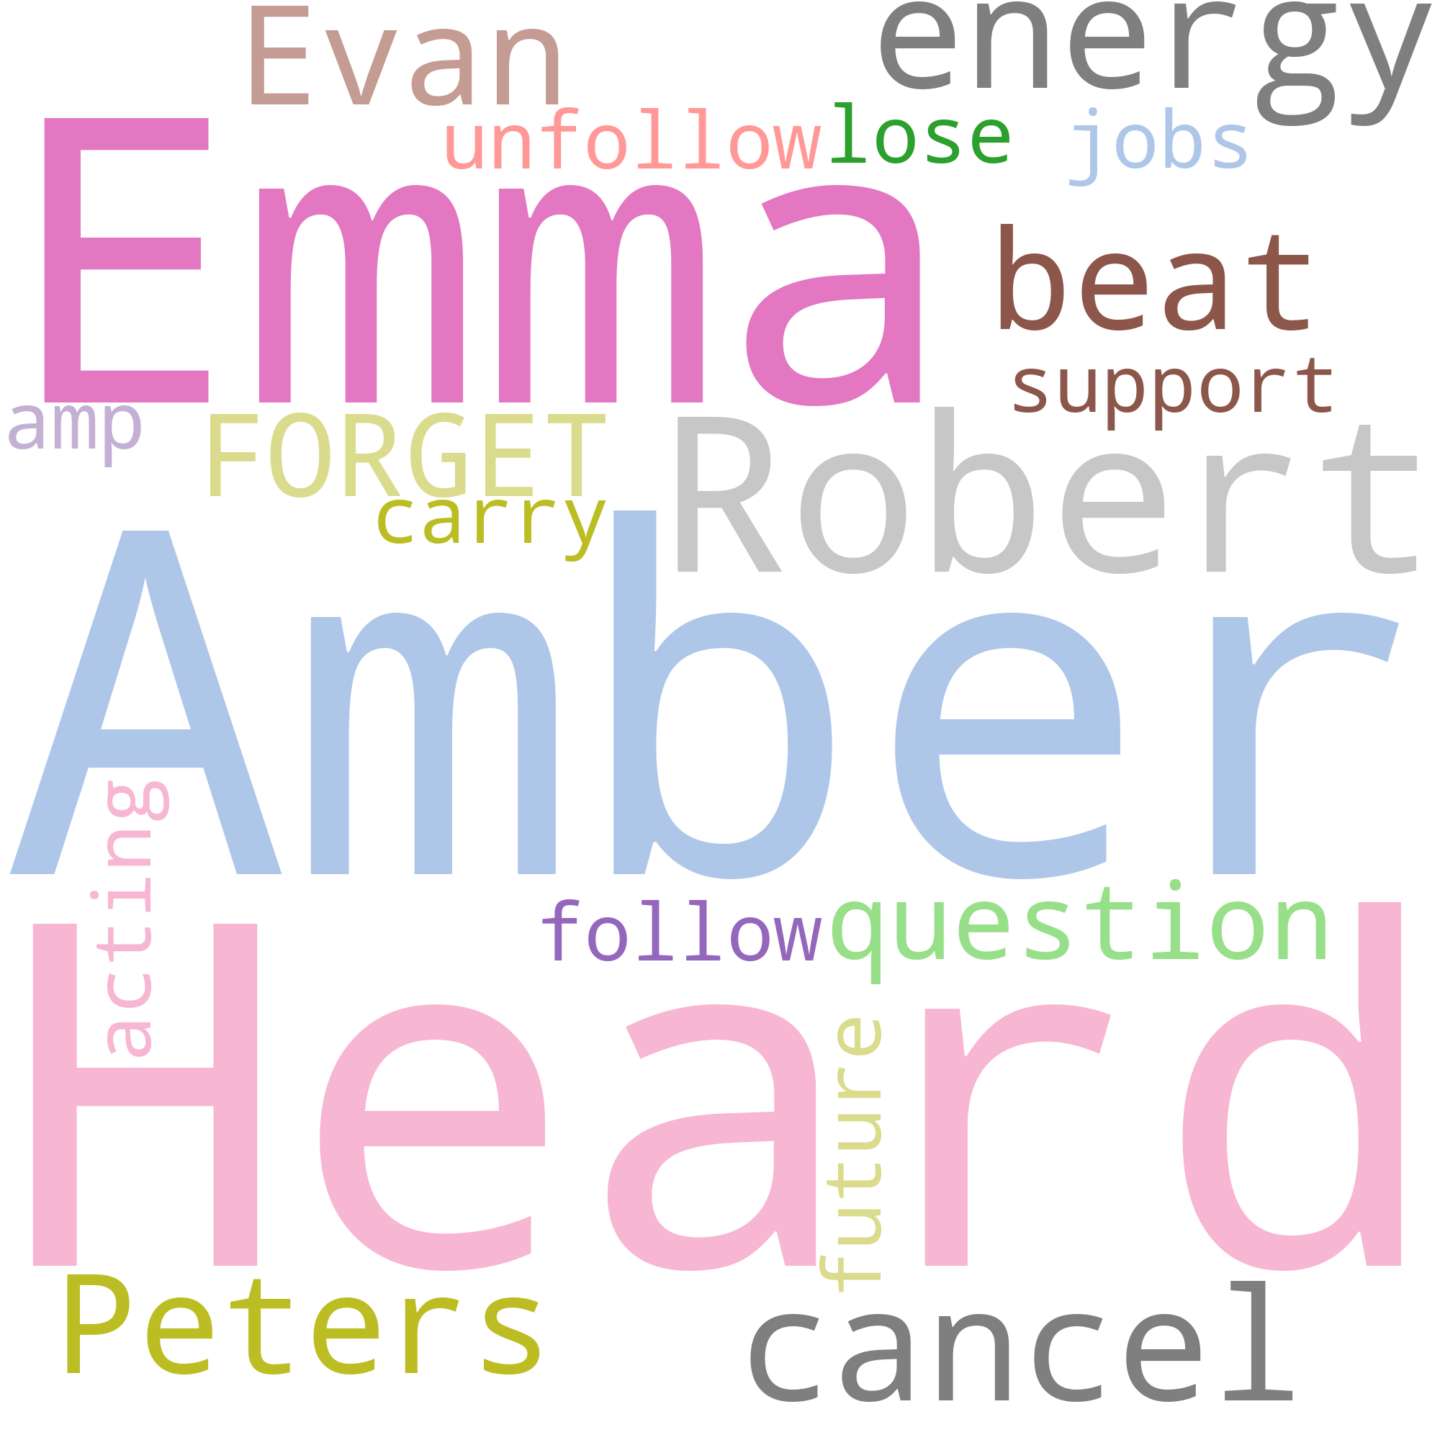 Evan
energy
unfollow
lose
jobs
Emma
beat
support
amp
FORGET
Robert
carry
Amber
acting
follow
question
Heard
future
Peters
cancel